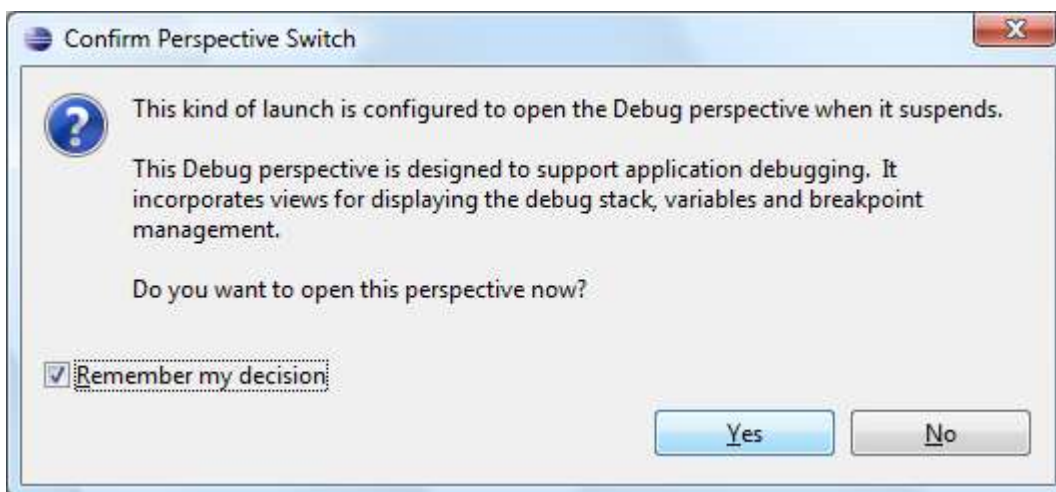 Confirm Perspective Switch
This kind of launch is configured to open the Debug perspective when it suspends.
This Debug perspective is designed to support application debugging. It
incorporates views for displaying the debug stack, variables and breakpoint
management.
Do you want to open this perspective now?
Remember my decision
Yes No